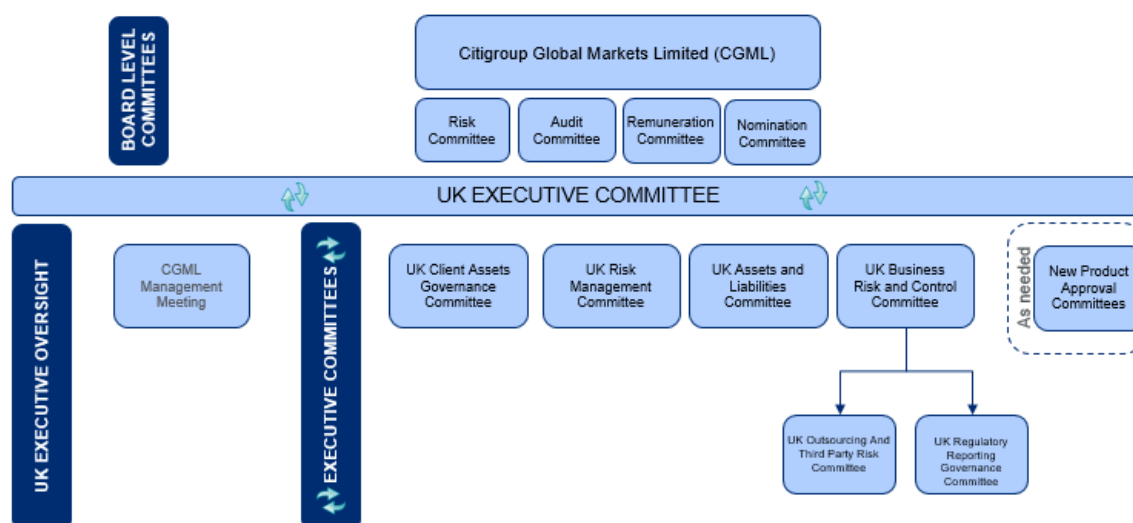 BOARD LEVEL
COMMITTEES
Citigroup Global Markets Limited (CGML)
Risk
Committee
Audit
Committee
Remuneration
Committee
Nomination
Committee
UK EXECUTIVE COMMITTEE
UK EXECUTIVE OVERSIGHT
CGML
Management
Meeting
EXECUTIVE COMMITTEES
UK Client Assets
Governance
Committee
UK Risk
Management
Committee
UK Assets and
Liabilities
Committee
UK Business
Risk and Control
Committee
As needed
New Product
Approval
Committees
UK Outsourcing And
Third Party Risk
Committee
UK Regulatory
Reporting
Governance
Committee